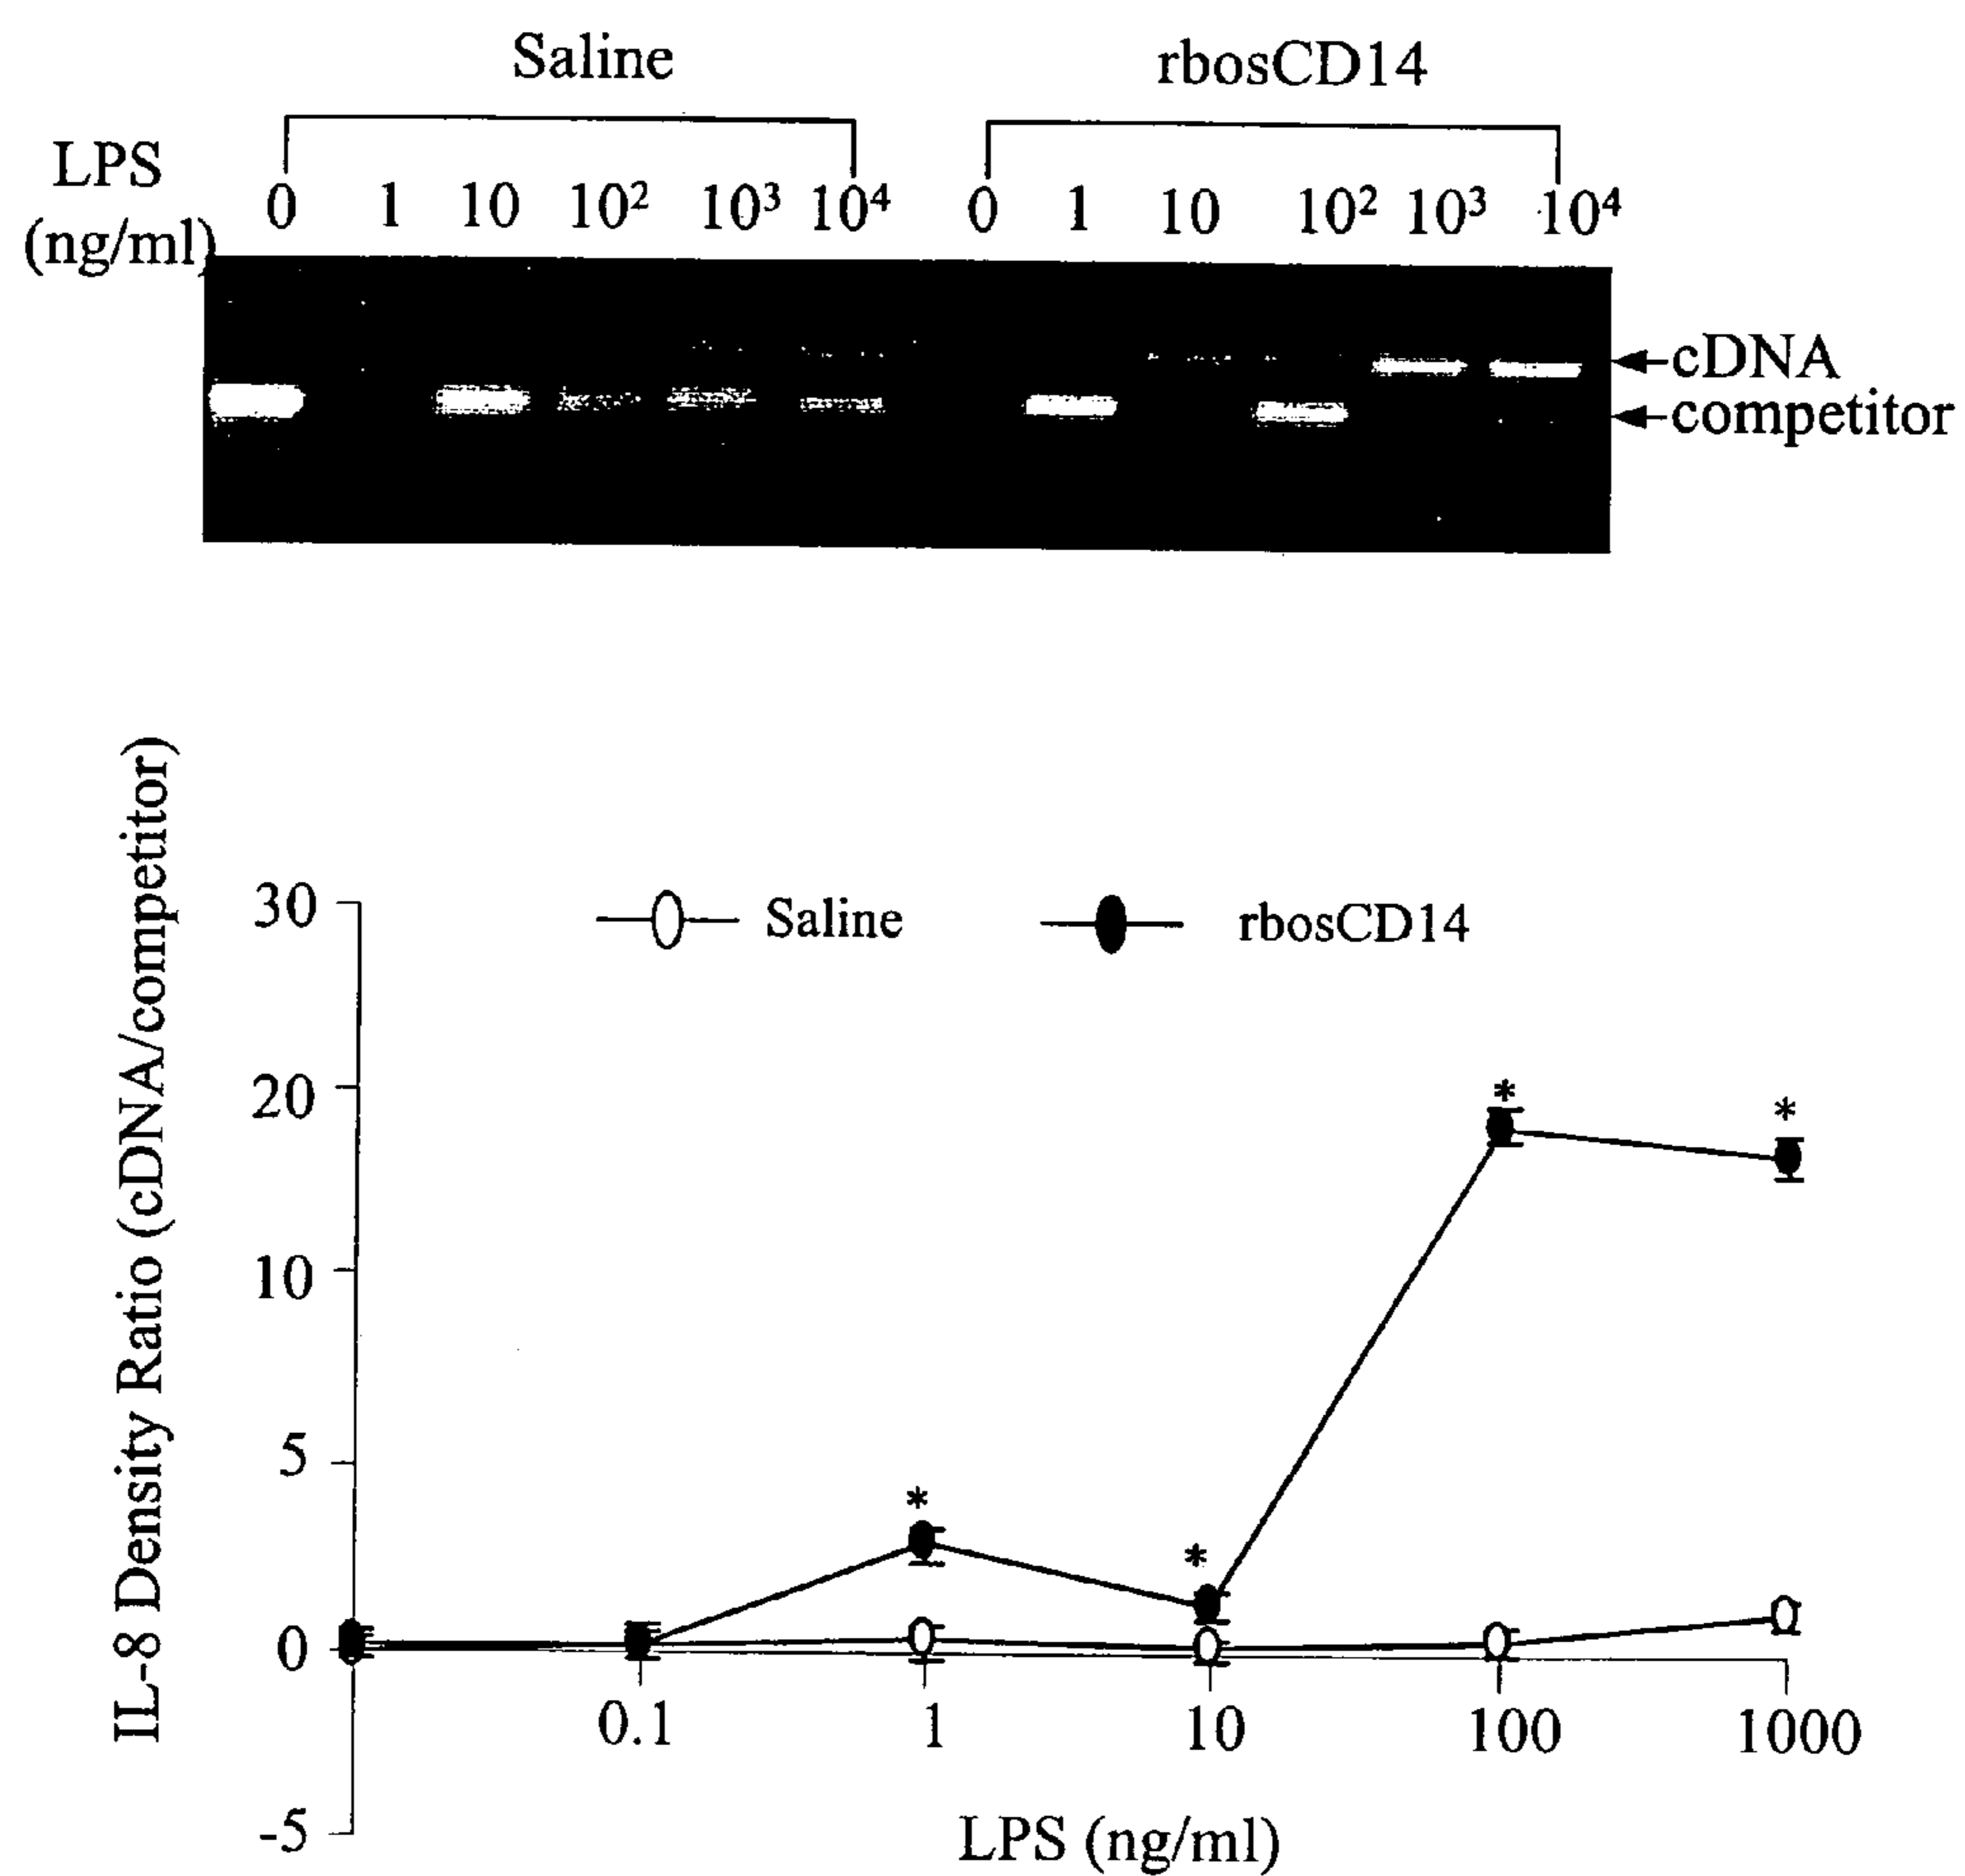 Saline rbosCD14
LPS
(ng/ml)
0 1 10 10² 10³ 10⁴ 0 1 10 10² 10³ 10⁴
cDNA
competitor
IL-8 Density Ratio (cDNA/competitor)
30
20
10
5
0
-5
Saline rbosCD14
*
*
*
*
0.1 1 10 100 1000
LPS (ng/ml)